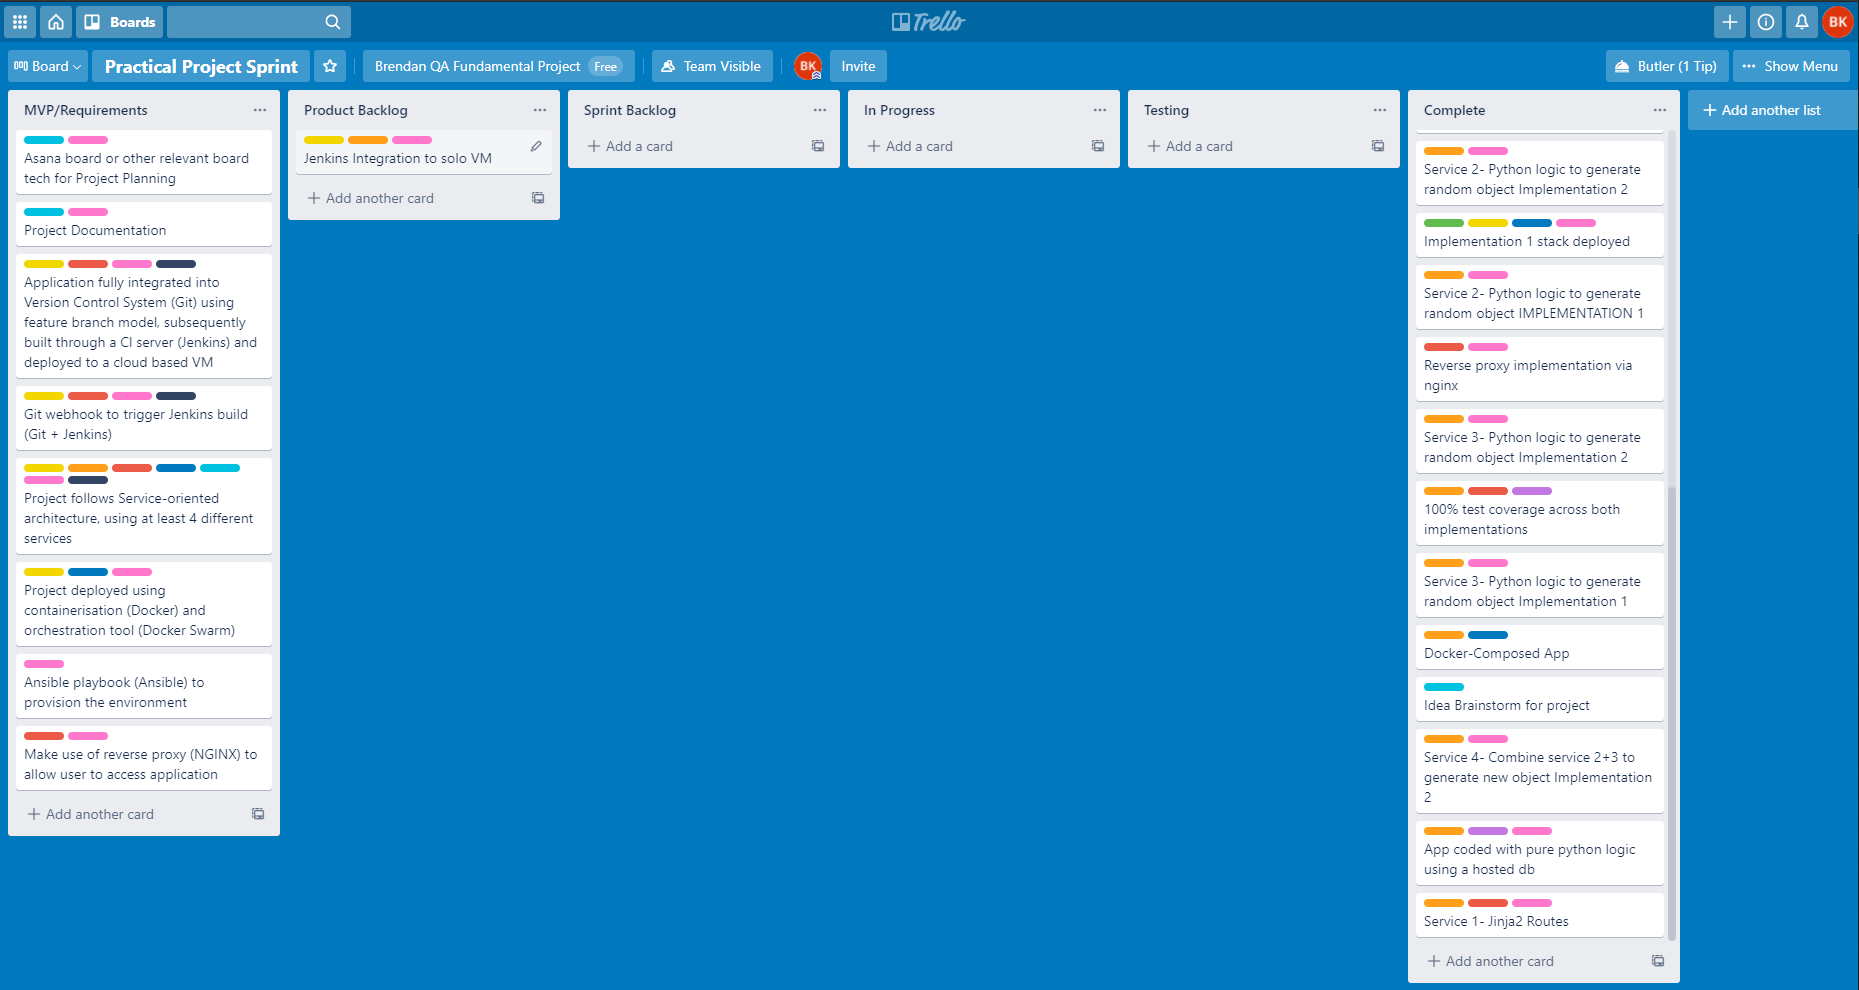 Boards
Trello
BK
Board
Practical Project Sprint
Brendan QA Fundamental Project Free
Team Visible
BK
Invite
Butler (1 Tip)
Show Menu
MVP/Requirements
Asana board or other relevant board
tech for Project Planning
Project Documentation
Application fully integrated into
Version Control System (Git) using
feature branch model, subsequently
built through a CI server (Jenkins) and
deployed to a cloud based VM
Git webhook to trigger Jenkins build
(Git + Jenkins)
Project follows Service-oriented
architecture, using at least 4 different
services
Project deployed using
containerisation (Docker) and
orchestration tool (Docker Swarm)
Ansible playbook (Ansible) to
provision the environment
Make use of reverse proxy (NGINX) to
allow user to access application
Add another card
Product Backlog
Jenkins Integration to solo VM
Add another card
Sprint Backlog
Add a card
In Progress
Add a card
Testing
Add a card
Complete
Service 2- Python logic to generate
random object Implementation 2
Implementation 1 stack deployed
Service 2- Python logic to generate
random object IMPLEMENTATION 1
Reverse proxy implementation via
nginx
Service 3- Python logic to generate
random object Implementation 2
100% test coverage across both
implementations
Service 3- Python logic to generate
random object Implementation 1
Docker-Composed App
Idea Brainstorm for project
Service 4- Combine service 2+3 to
generate new object Implementation
2
App coded with pure python logic
using a hosted db
Service 1- Jinja2 Routes
Add another card
Add another list